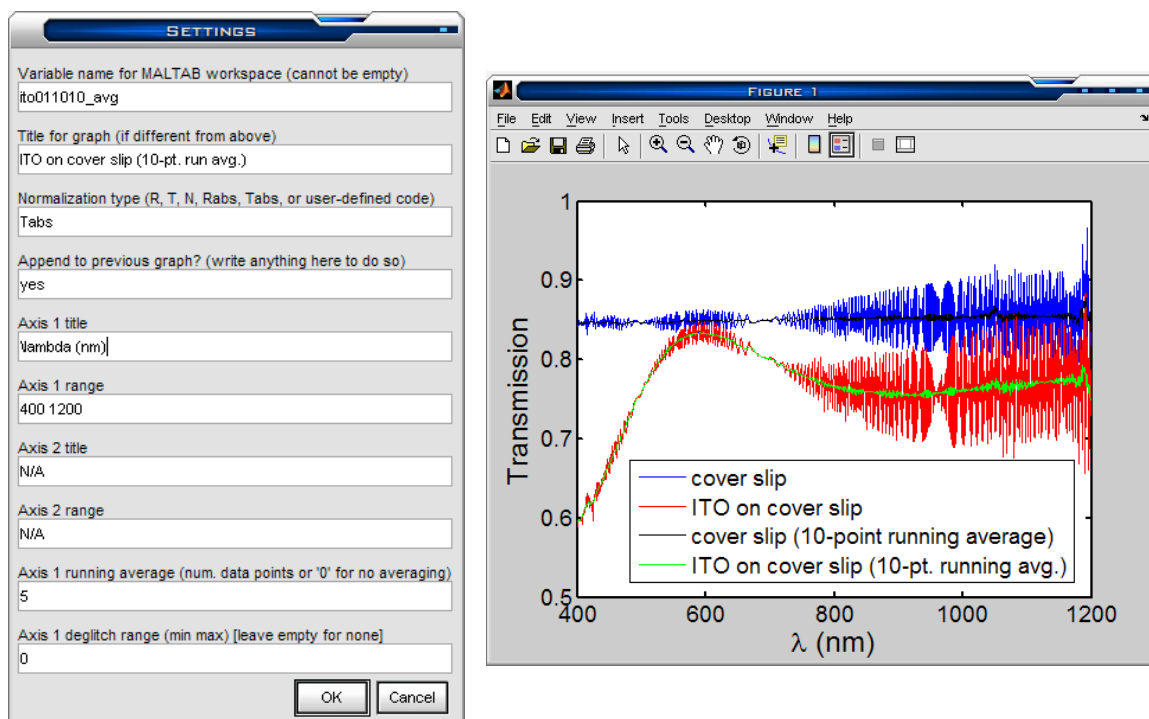 SETTINGS
Variable name for MALTAB workspace (cannot be empty)
ito011010_avg
Title for graph (if different from above)
ITO on cover slip (10-pt. run avg.)
Normalization type (R, T, N, Rabs, Tabs, or user-defined code)
Tabs
Append to previous graph? (write anything here to do so)
yes
Axis 1 title
\lambda (nm)
Axis 1 range
400 1200
Axis 2 title
N/A
Axis 2 range
N/A
Axis 1 running average (num. data points or '0' for no averaging)
5
Axis 1 deglitch range (min max) [leave empty for none]
0
OK Cancel
FIGURE 1
File Edit View Insert Tools Desktop Window Help
1
0.9
0.8
0.7
0.6
0.5
Transmission
cover slip
ITO on cover slip
cover slip (10-point running average)
ITO on cover slip (10-pt. running avg.)
400 600 800 1000 1200
λ (nm)